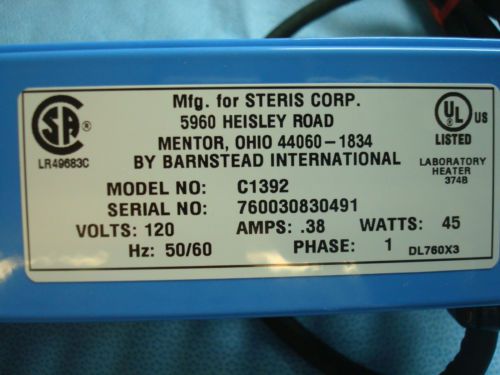 Mfg. for STERIS CORP.
5960 HEISLEY ROAD
MENTOR, OHIO 44060-1834
BY BARNSTEAD INTERNATIONAL
MODEL NO: C1392
SERIAL NO: 760030830491
VOLTS: 120 AMPS: .38 WATTS: 45
Hz: 50/60 PHASE: 1 DL760X3
SA ®
LR49683C
UL ® US
LISTED
LABORATORY
HEATER
374B